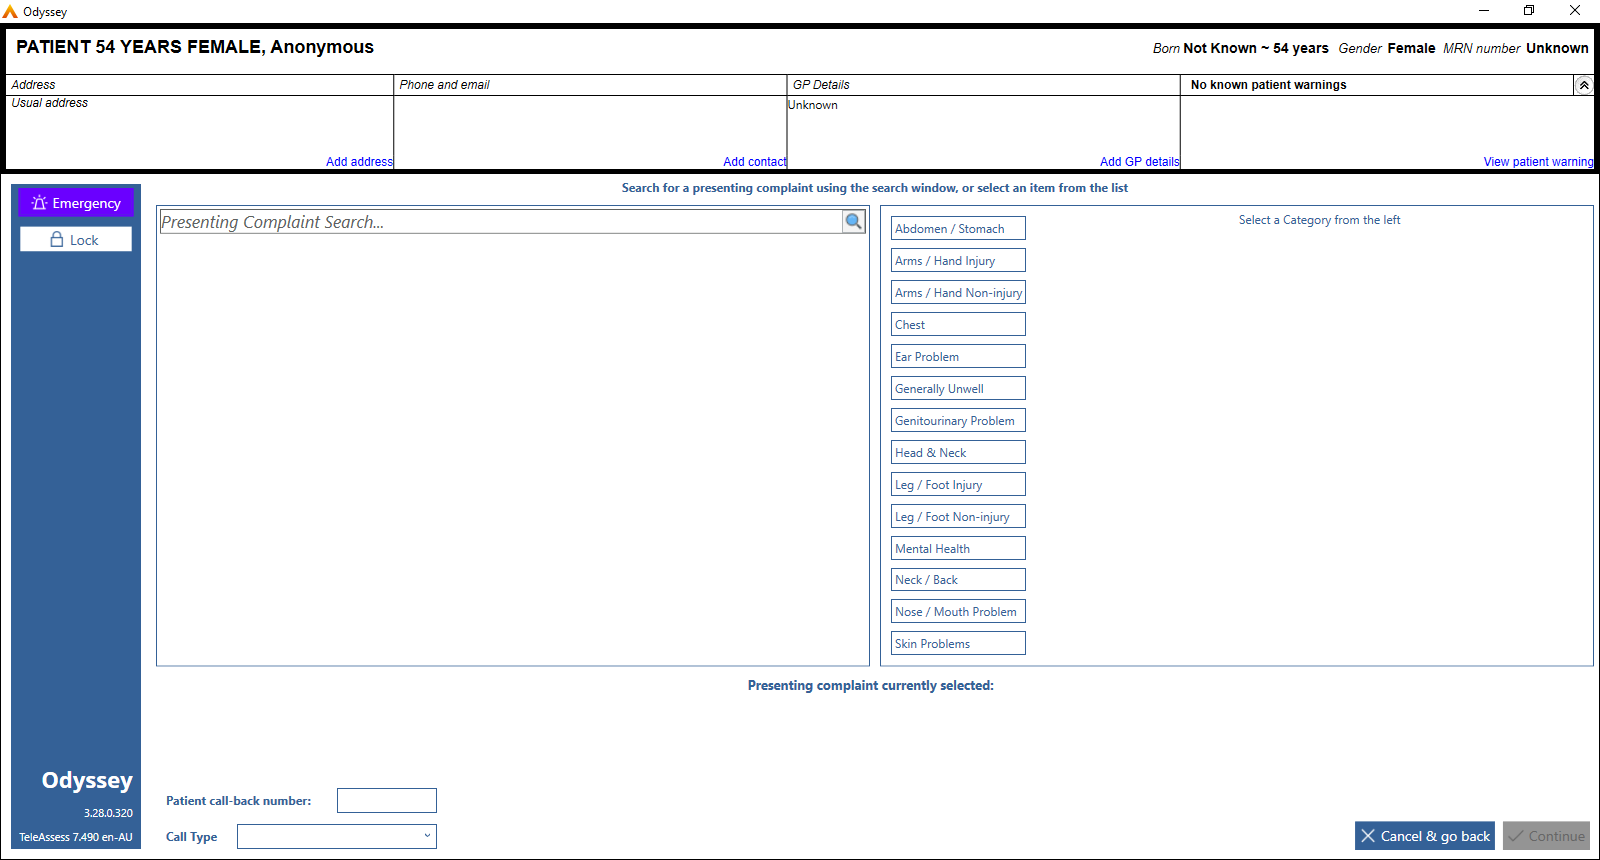 Odyssey
PATIENT 54 YEARS FEMALE, Anonymous
Born Not Known ~ 54 years Gender Female MRN number Unknown
Address
Phone and email
GP Details
No known patient warnings
Usual address
Unknown
Add address
Add contact
Add GP details
View patient warning
Emergency
Lock
Search for a presenting complaint using the search window, or select an item from the list
Presenting Complaint Search...
Select a Category from the left
Abdomen / Stomach
Arms / Hand Injury
Arms / Hand Non-injury
Chest
Ear Problem
Generally Unwell
Genitourinary Problem
Head & Neck
Leg / Foot Injury
Leg / Foot Non-injury
Mental Health
Neck / Back
Nose / Mouth Problem
Skin Problems
Presenting complaint currently selected:
Odyssey
3.28.0.320
TeleAssess 7.490 en-AU
Patient call-back number:
Call Type
Cancel & go back
Continue